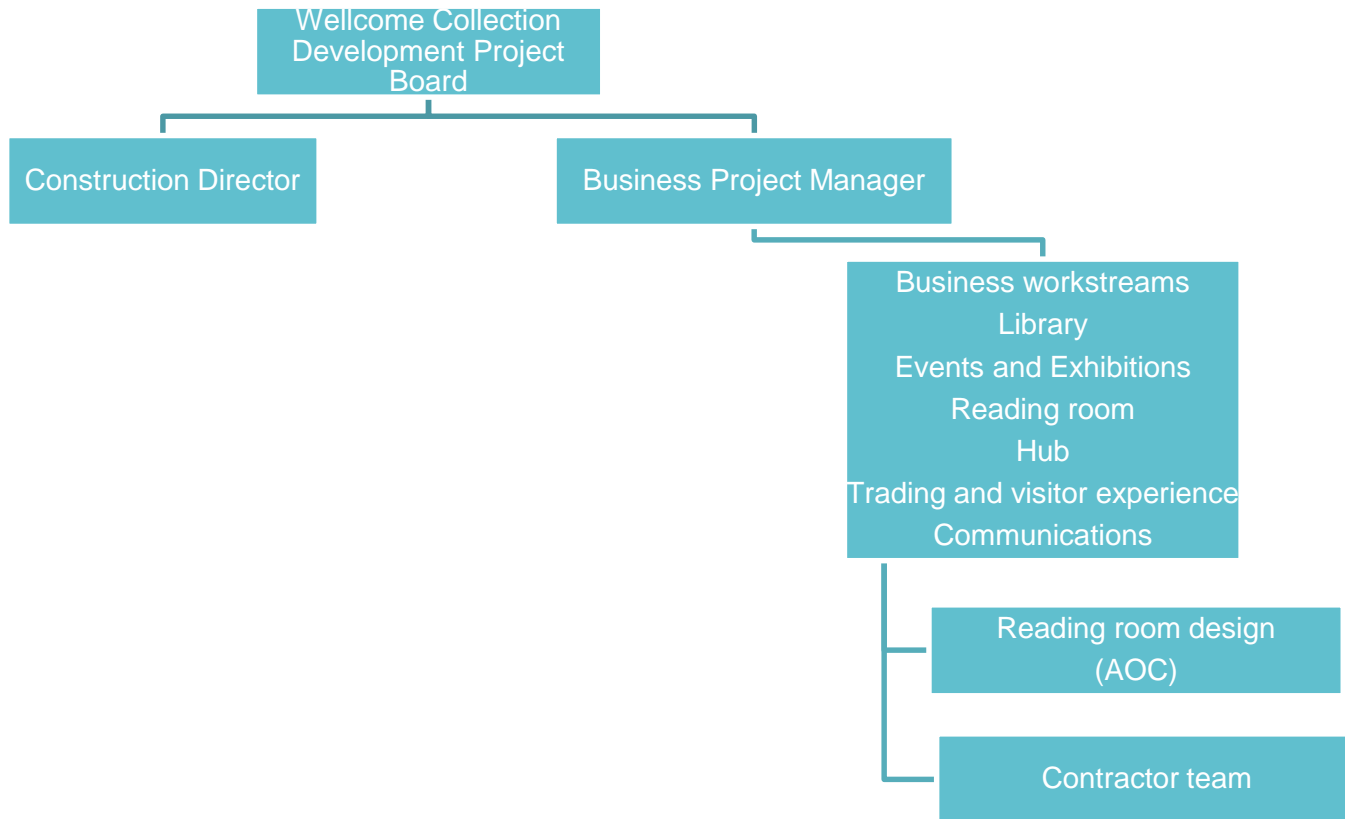 Wellcome Collection
Development Project
Board
Construction Director
Business Project Manager
Business workstreams
Library
Events and Exhibitions
Reading room
Hub
Trading and visitor experience
Communications
Reading room design
(AOC)
Contractor team